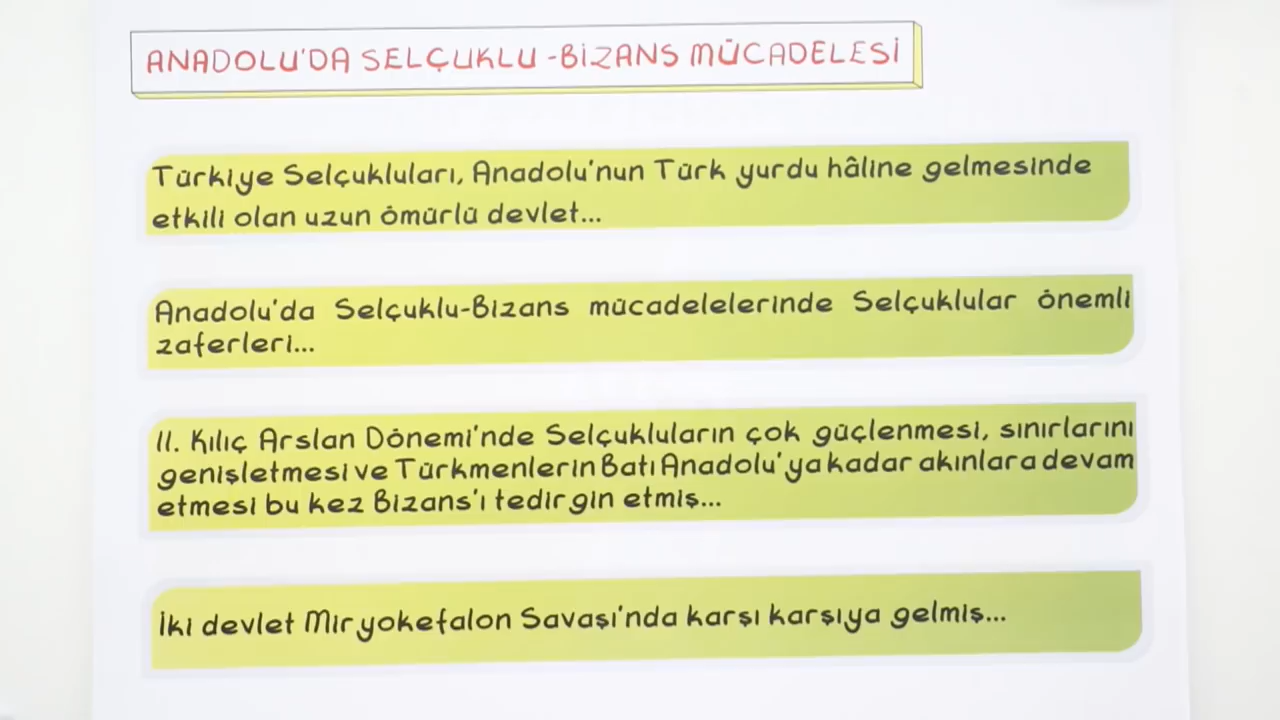 ANADOLU'DA SELÇUKLU -BİZANS MÜCADELESİ
Türkiye Selçukluları, Anadolu'nun Türk yurdu hâline gelmesinde
etkili olan uzun ömürlü devlet...
Anadolu'da Selçuklu-Bizans mücadelelerinde Selçuklular önemli
zaferleri...
II. Kılıç Arslan Dönemi'nde Selçukluların çok güçlenmesi, sınırlarını
genişletmesi ve Türkmenlerin Batı Anadolu'ya kadar akınlara devam
etmesi bu kez Bizans'ı tedirgin etmiş...
İki devlet Miryokefalon Savaşı'nda karşı karşıya gelmiş...